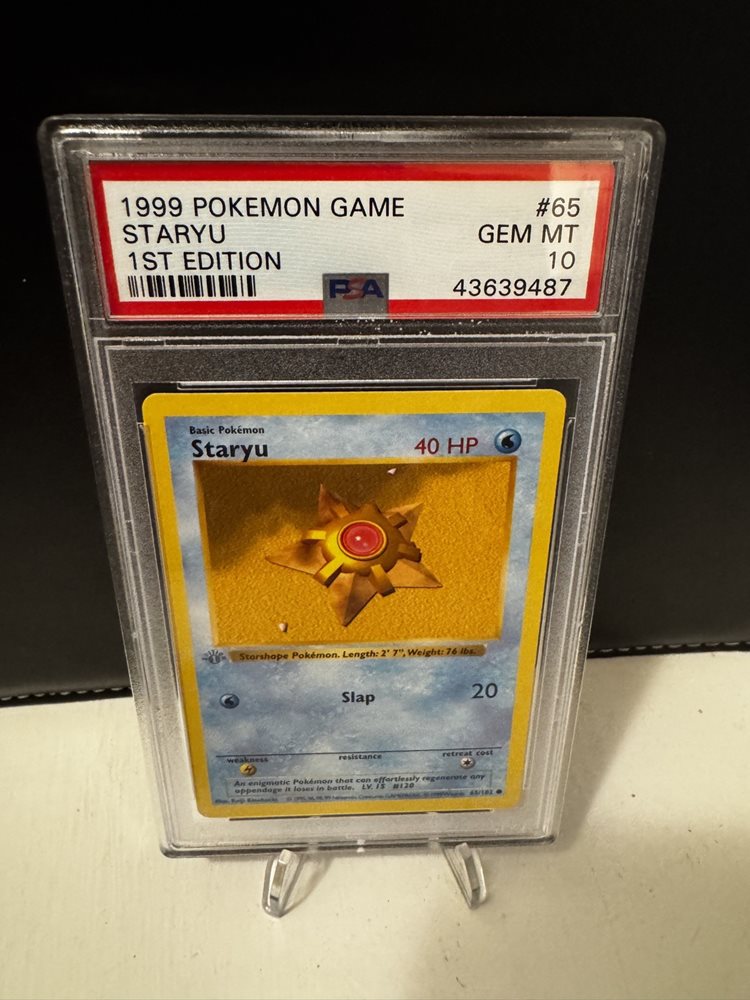 1999 POKEMON GAME #65
STARYU GEM MT
1ST EDITION 10
PSA 43639487
Basic Pokémon
Staryu 40 HP
Starshape Pokémon. Length: 2' 7", Weight: 76 lbs.
Slap 20
weakness resistance retreat cost
An enigmatic Pokémon that can effortlessly regenerate any
appendage it loses in battle. LV. 15 #120
65/102